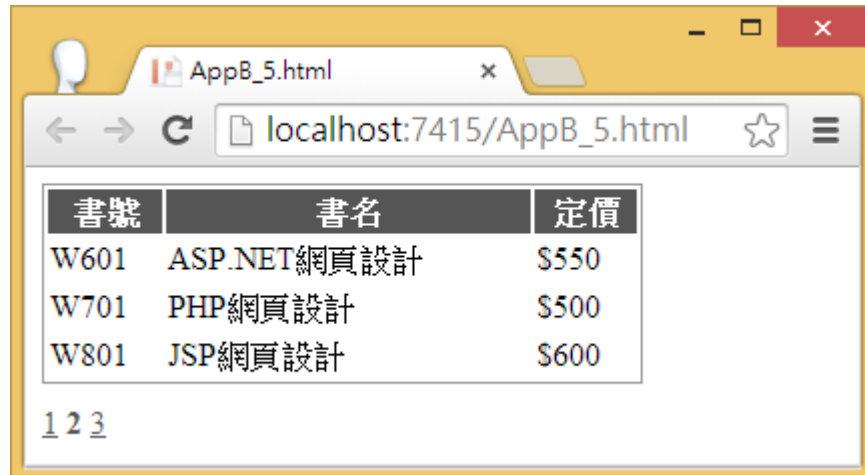 AppB_5.html
localhost:7415/AppB_5.html
書號 書名 定價
W601 ASP.NET網頁設計 $550
W701 PHP網頁設計 $500
W801 JSP網頁設計 $600
1 2 3